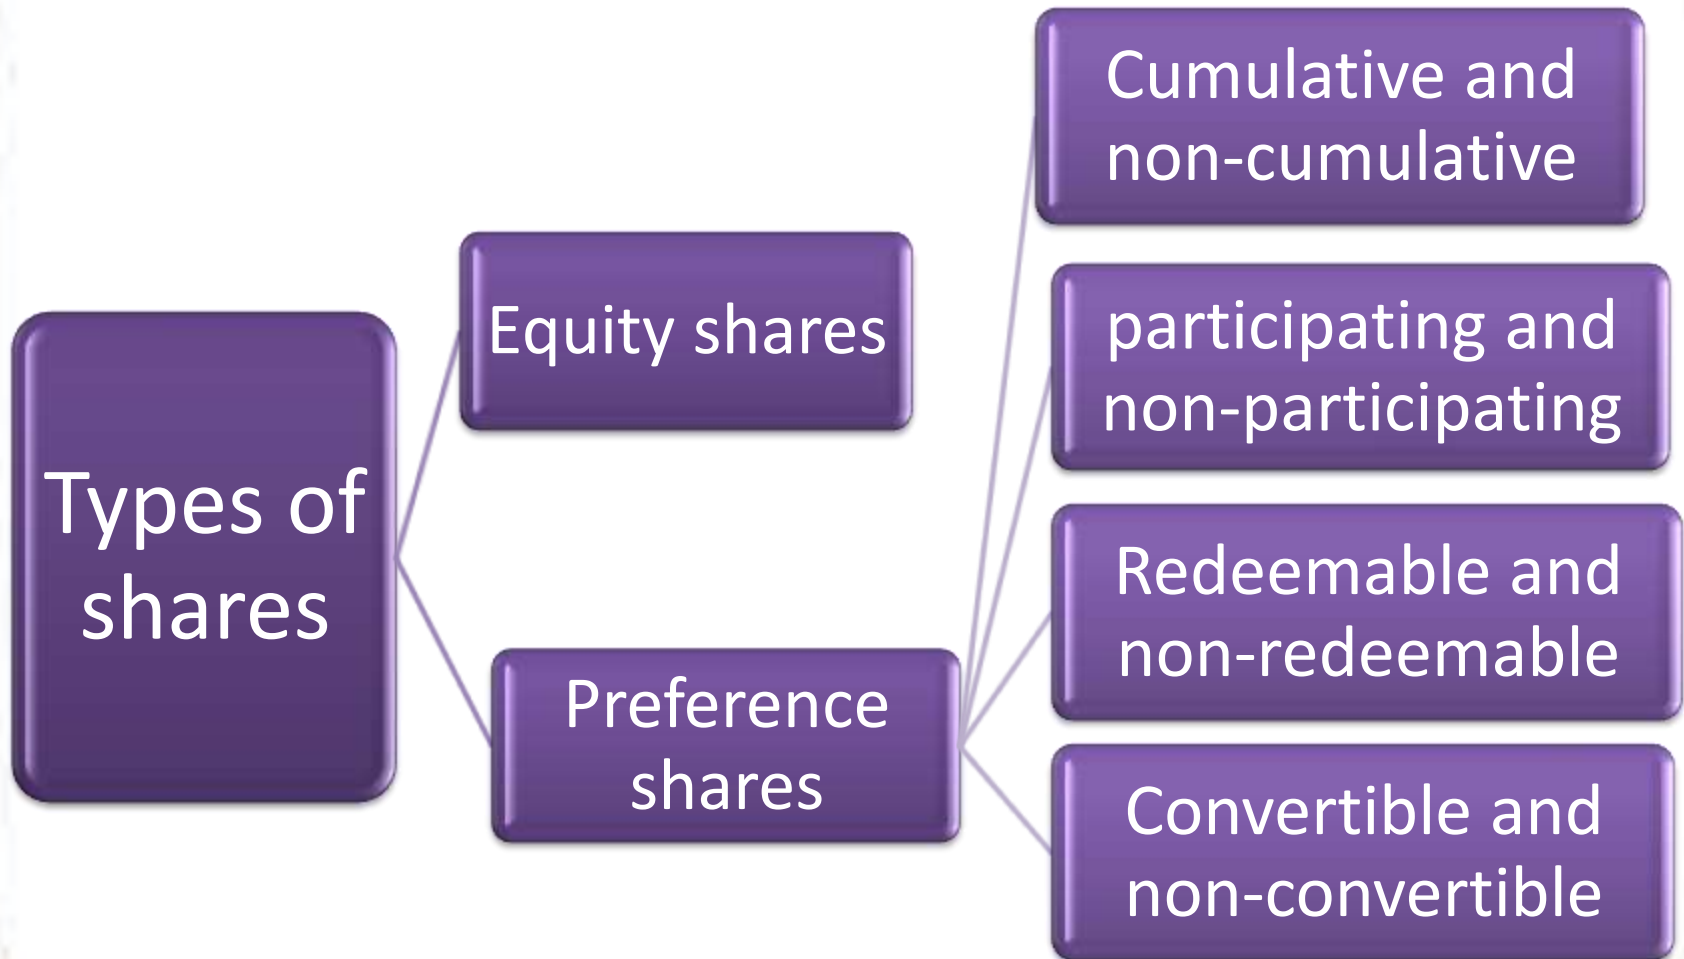 Types of
shares
Equity shares
Preference
shares
Cumulative and
non-cumulative
participating and
non-participating
Redeemable and
non-redeemable
Convertible and
non-convertible